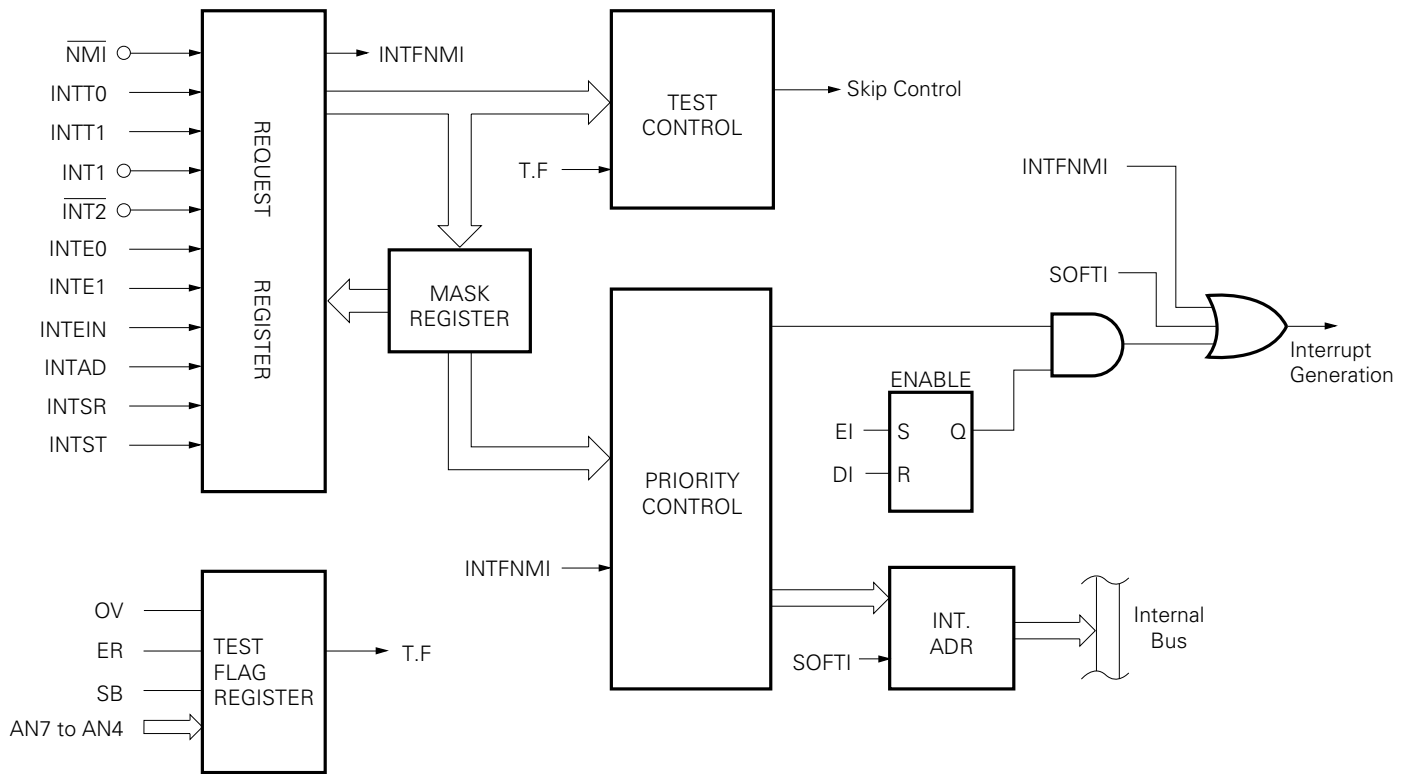 NMI
INTT0
INTT1
INT1
INT2
INTE0
INTE1
INTEIN
INTAD
INTSR
INTST
REQUEST REGISTER
INTFNMI
TEST
CONTROL
T.F
Skip Control
MASK
REGISTER
PRIORITY
CONTROL
INTFNMI
INTFNMI
SOFTI
Interrupt
Generation
ENABLE
EI
S
Q
DI
R
INT.
ADR
SOFTI
Internal
Bus
OV
ER
SB
AN7 to AN4
TEST
FLAG
REGISTER
T.F